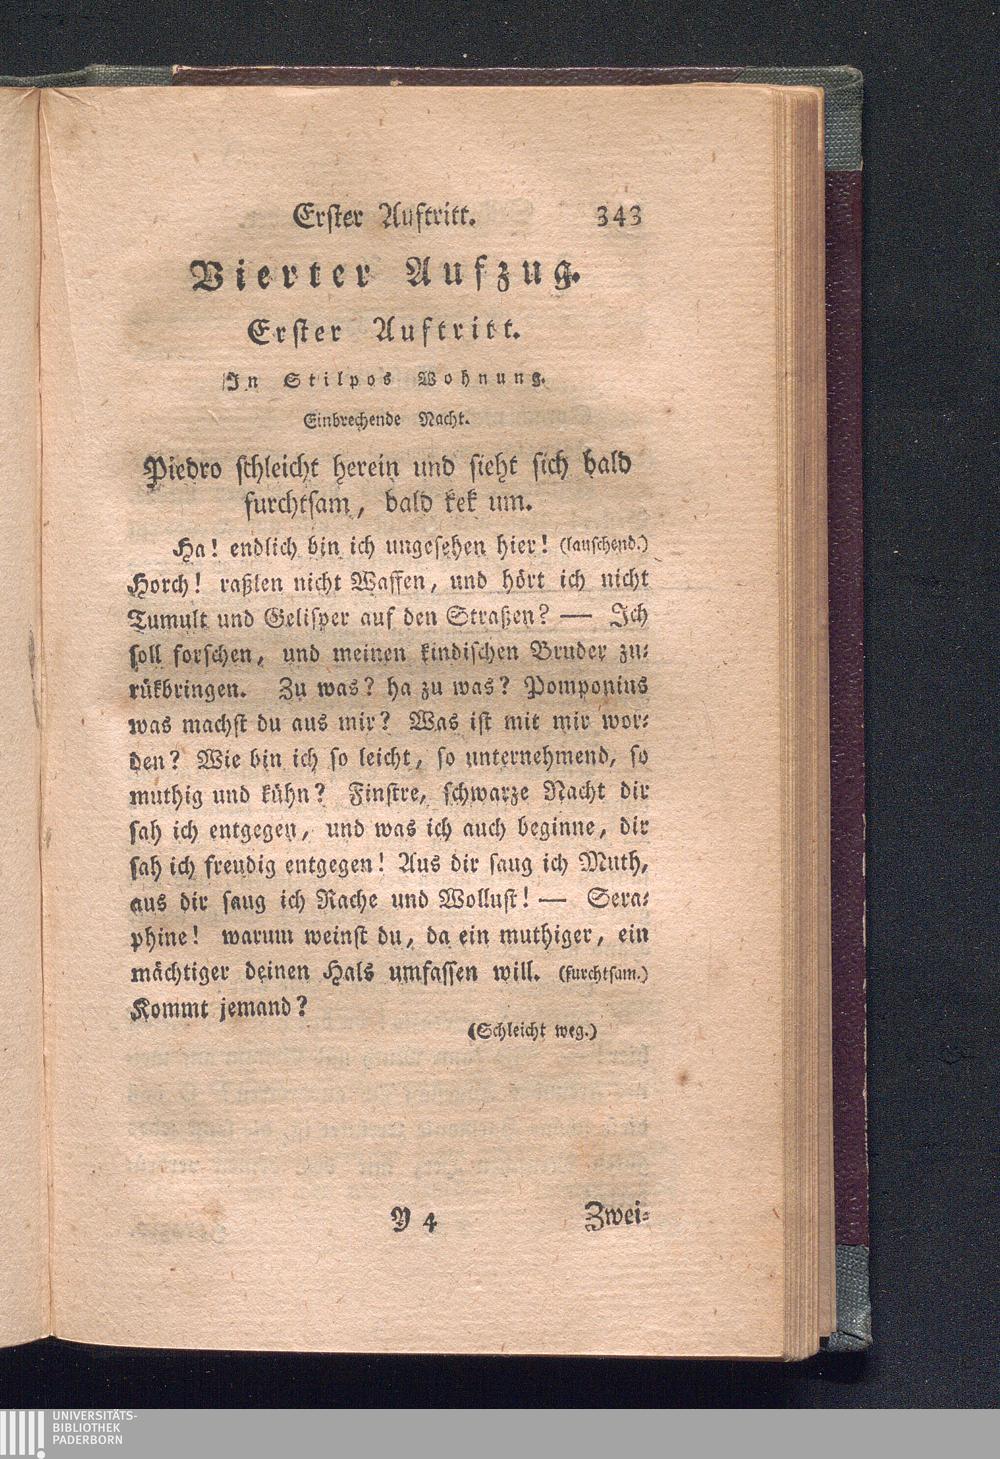 Erster Auftritt. 343
Vierter Aufzug.
Erster Auftritt.
In Stilpos Wohnung.
Einbrechende Nacht.
Piedro schleicht herein und sieht sich bald
furchtsam, bald kek um.
Ha! endlich bin ich ungesehen hier! (lauschend.)
Horch! raßlen nicht Waffen, und hört ich nicht
Tumult und Gelisper auf den Straßen? — Ich
soll forschen, und meinen kindischen Bruder zu-
rükbringen. Zu was? ha zu was? Pomponius
was machst du aus mir? Was ist mit mir wor-
den? Wie bin ich so leicht, so unternehmend, so
muthig und kühn? Finstre, schwarze Nacht dir
sah ich entgegen, und was ich auch beginne, dir
sah ich freudig entgegen! Aus dir saug ich Muth,
aus dir saug ich Rache und Wollust! — Sera-
phine! warum weinst du, da ein muthiger, ein
mächtiger deinen Hals umfassen will. (furchtsam.)
Kommt jemand?
(Schleicht weg.)
Y 4 Zwei-
UNIVERSITÄTS-
BIBLIOTHEK
PADERBORN